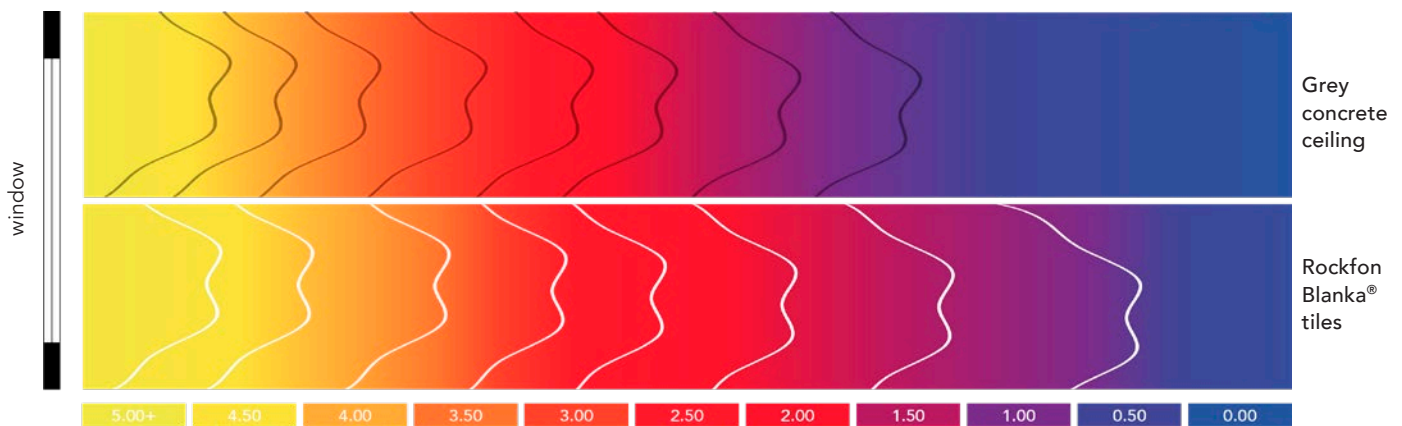 window
Grey
concrete
ceiling
Rockfon
Blanka®
tiles
5.00+ 4.50 4.00 3.50 3.00 2.50 2.00 1.50 1.00 0.50 0.00